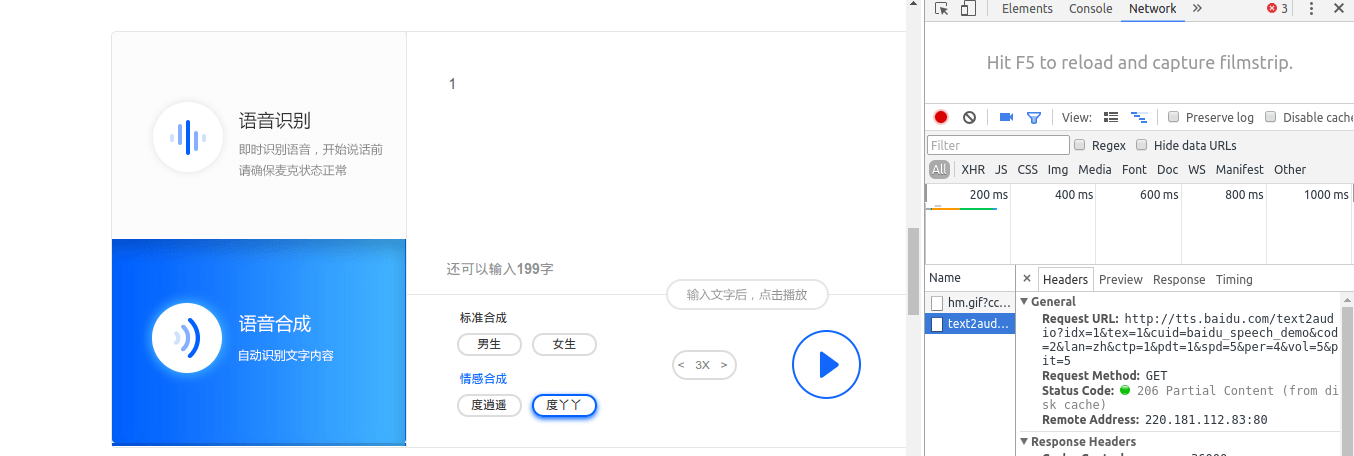 1
语音识别
即时识别语音，开始说话前
请确保麦克状态正常
语音合成
自动识别文字内容
还可以输入199字
输入文字后，点击播放
标准合成
男生 女生
情感合成
度逍遥 度丫丫
< 3X >
Elements Console Network » 3
Hit F5 to reload and capture filmstrip.
View: Preserve log Disable cache
Filter Regex Hide data URLs
All XHR JS CSS Img Media Font Doc WS Manifest Other
200 ms 400 ms 600 ms 800 ms 1000 ms
Name
hm.gif?cc...
text2aud...
× Headers Preview Response Timing
General
Request URL: http://tts.baidu.com/text2aud
io?idx=1&tex=1&cuid=baidu_speech_demo&cod
=2&lan=zh&ctp=1&pdt=1&spd=5&per=4&vol=5&p
it=5
Request Method: GET
Status Code: 206 Partial Content (from di
sk cache)
Remote Address: 220.181.112.83:80
Response Headers